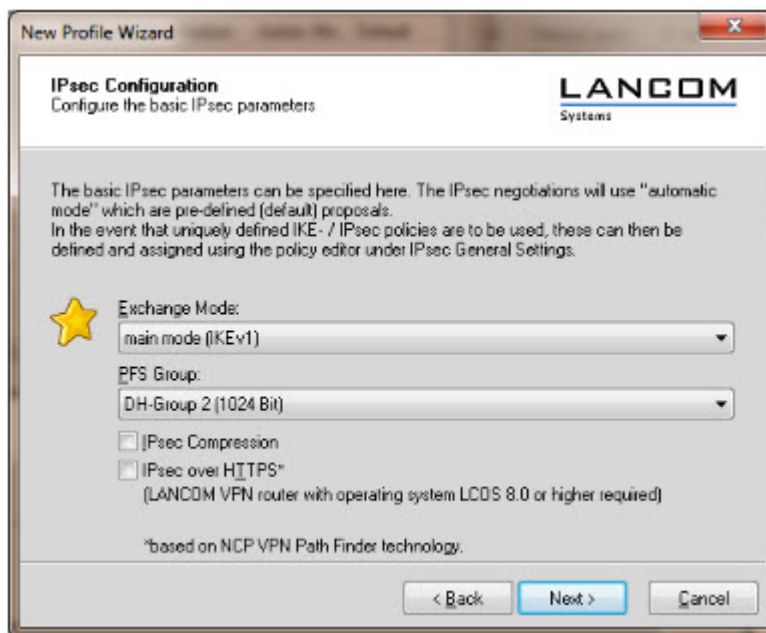 New Profile Wizard
IPsec Configuration
Configure the basic IPsec parameters
LANCOM
Systems
The basic IPsec parameters can be specified here. The IPsec negotiations will use "automatic
mode" which are pre-defined (default) proposals.
In the event that uniquely defined IKE- / IPsec policies are to be used, these can then be
defined and assigned using the policy editor under IPsec General Settings.
Exchange Mode:
main mode (IKEv1)
PFS Group:
DH-Group 2 (1024 Bit)
IPsec Compression
IPsec over HTTPS*
(LANCOM VPN router with operating system LCOS 8.0 or higher required)
*based on NCP VPN Path Finder technology.
< Back
Next >
Cancel